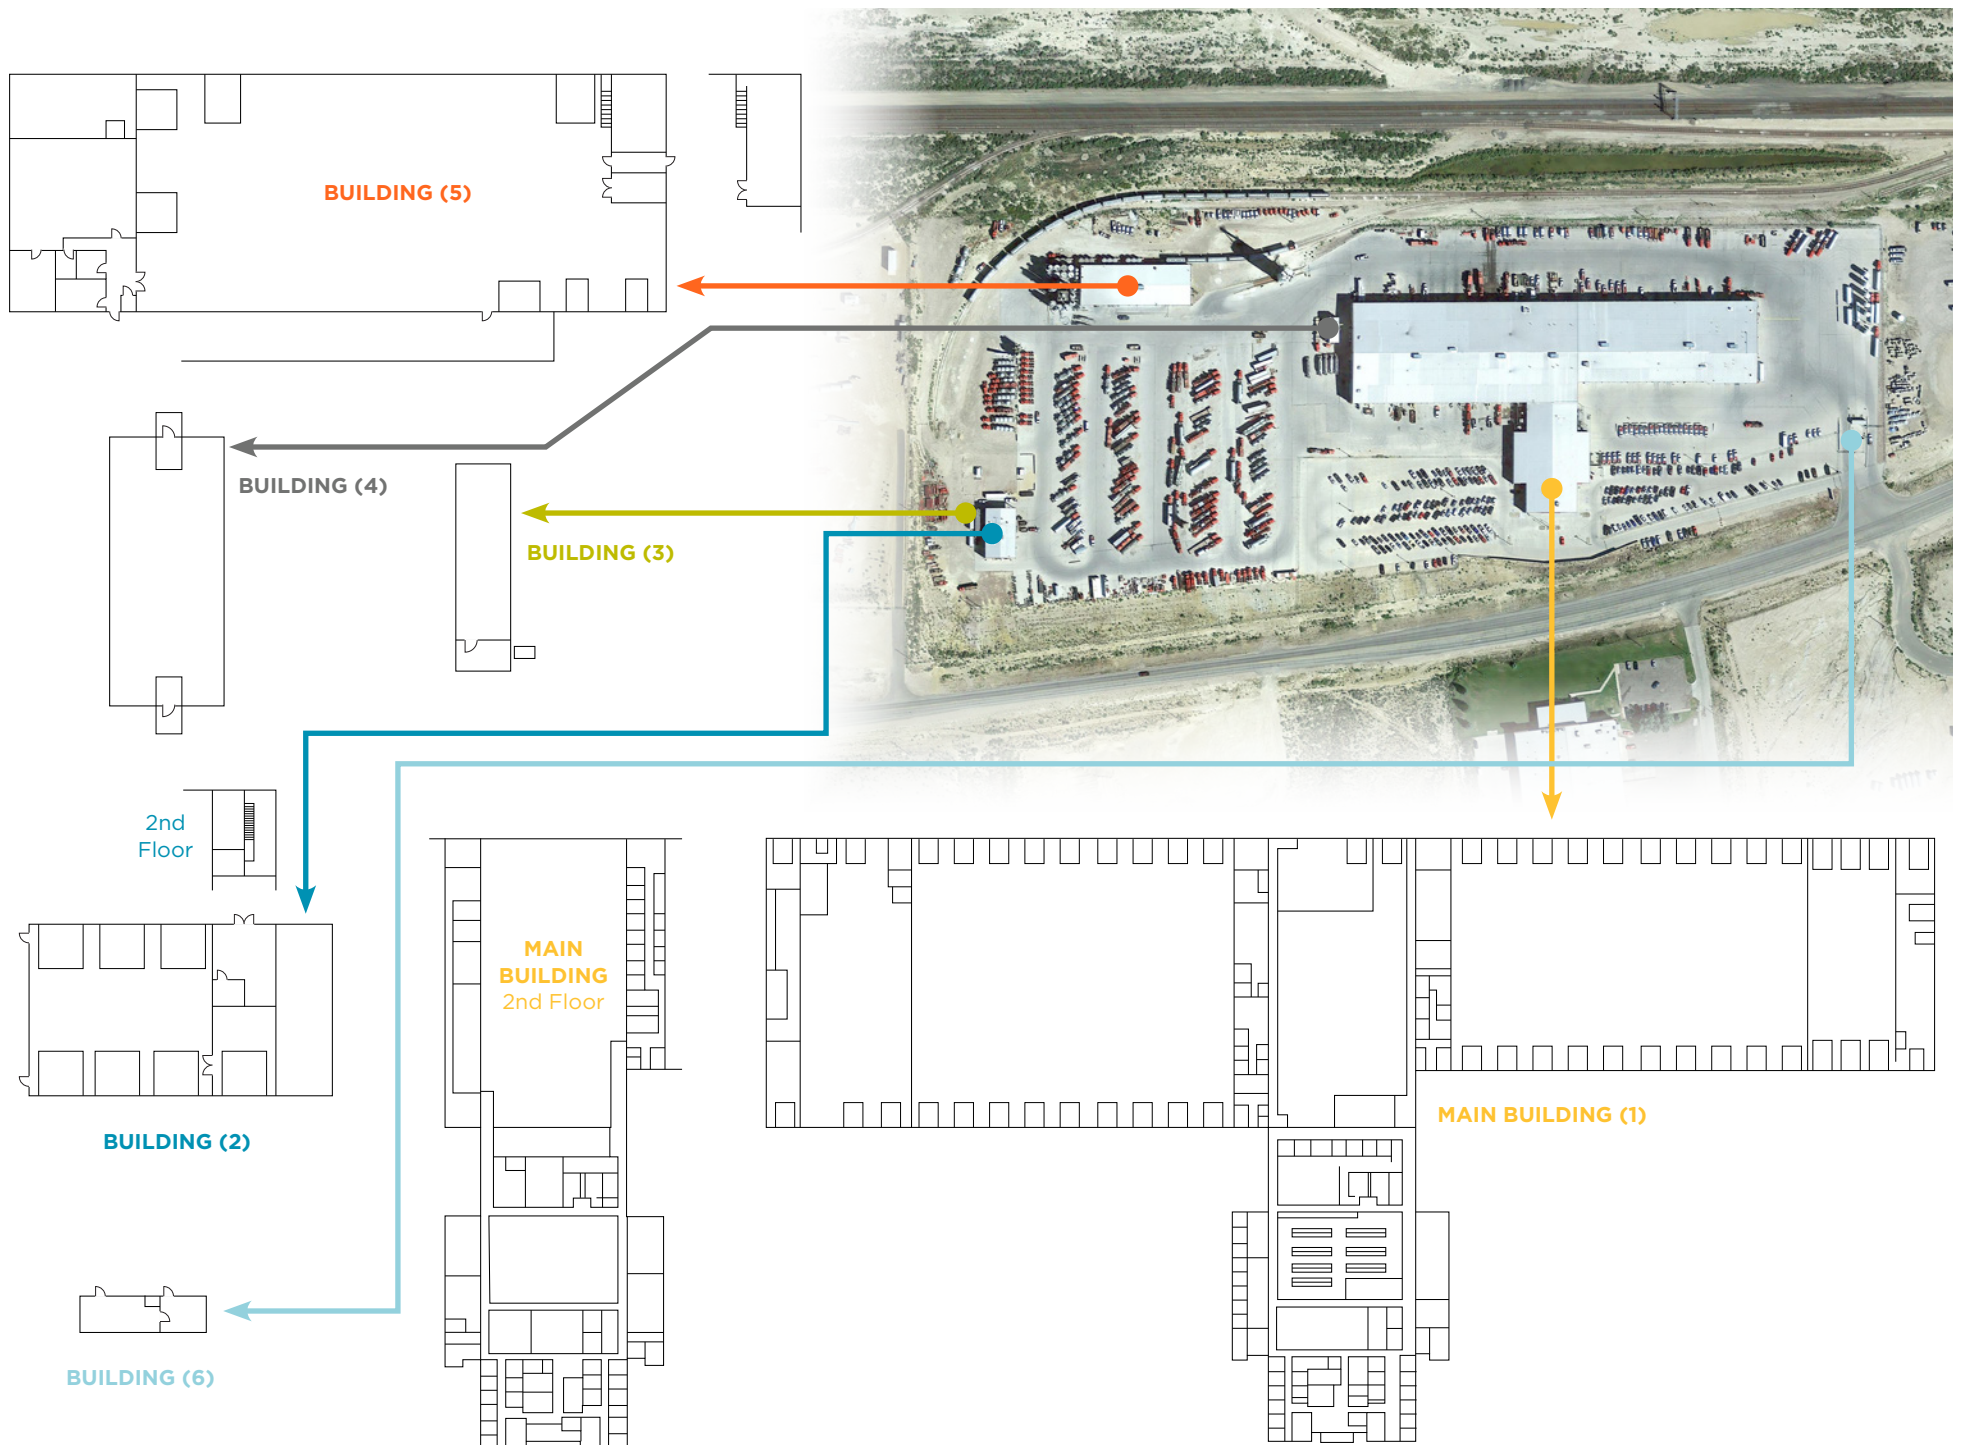 BUILDING (5)
BUILDING (4)
BUILDING (3)
2nd
Floor
MAIN
BUILDING
2nd Floor
MAIN BUILDING (1)
BUILDING (2)
BUILDING (6)